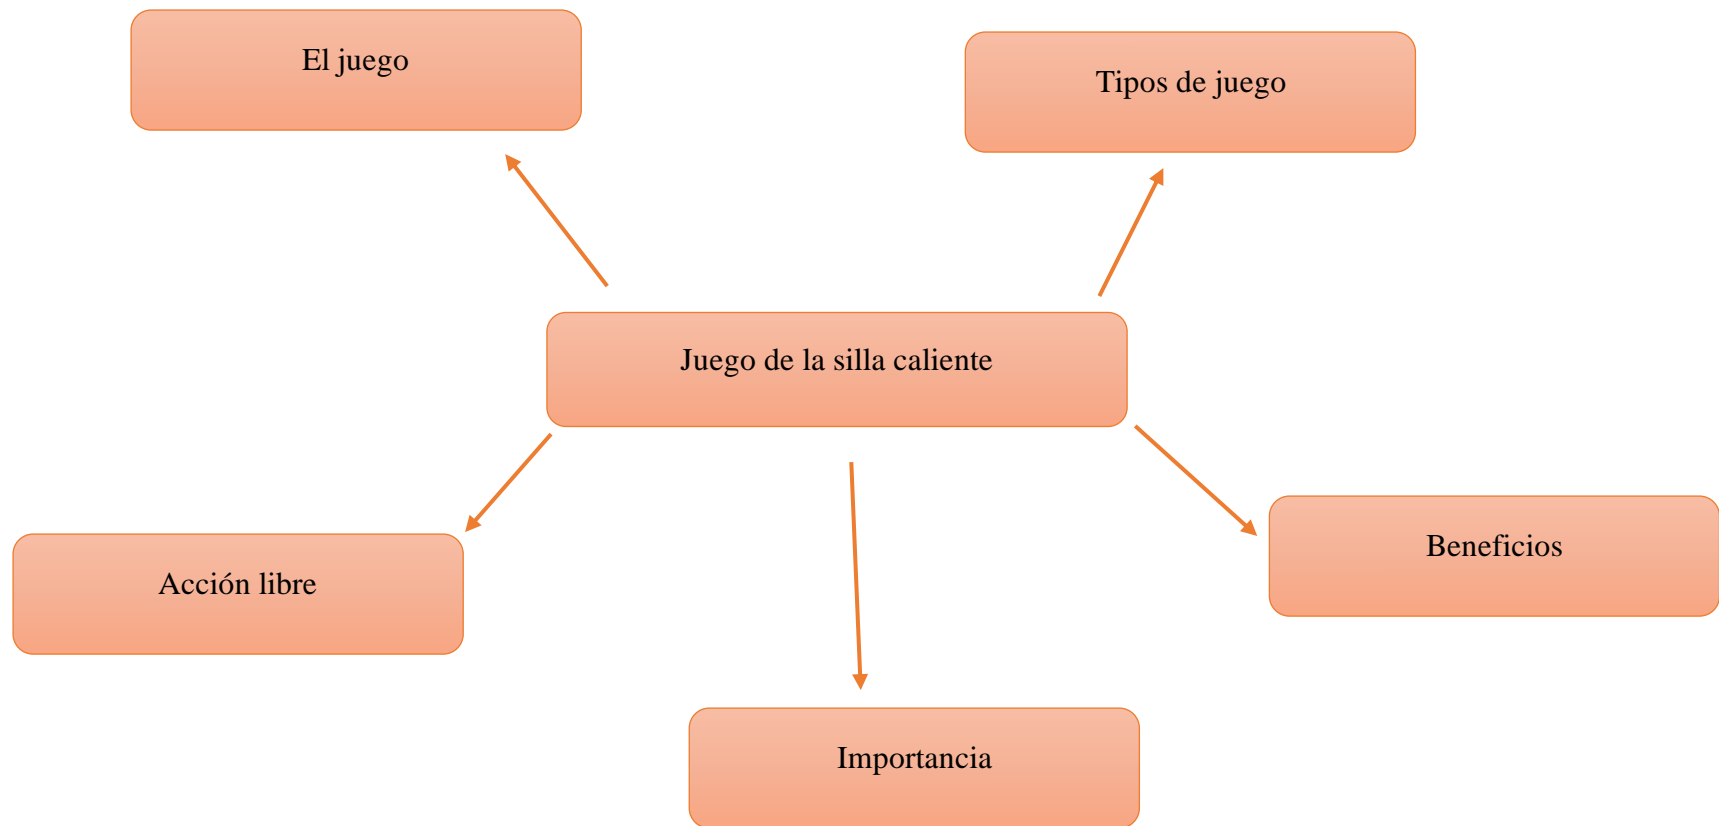 El juego
Tipos de juego
Juego de la silla caliente
Beneficios
Acción libre
Importancia